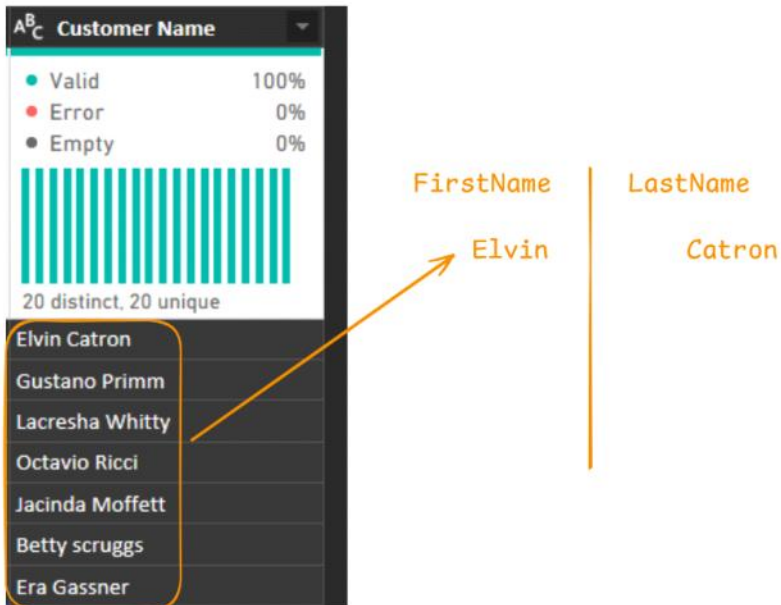 ABC Customer Name
Valid 100%
Error 0%
Empty 0%
20 distinct, 20 unique
Elvin Catron
Gustano Primm
Lacresha Whitty
Octavio Ricci
Jacinda Moffett
Betty scruggs
Era Gassner
FirstName LastName
Elvin Catron